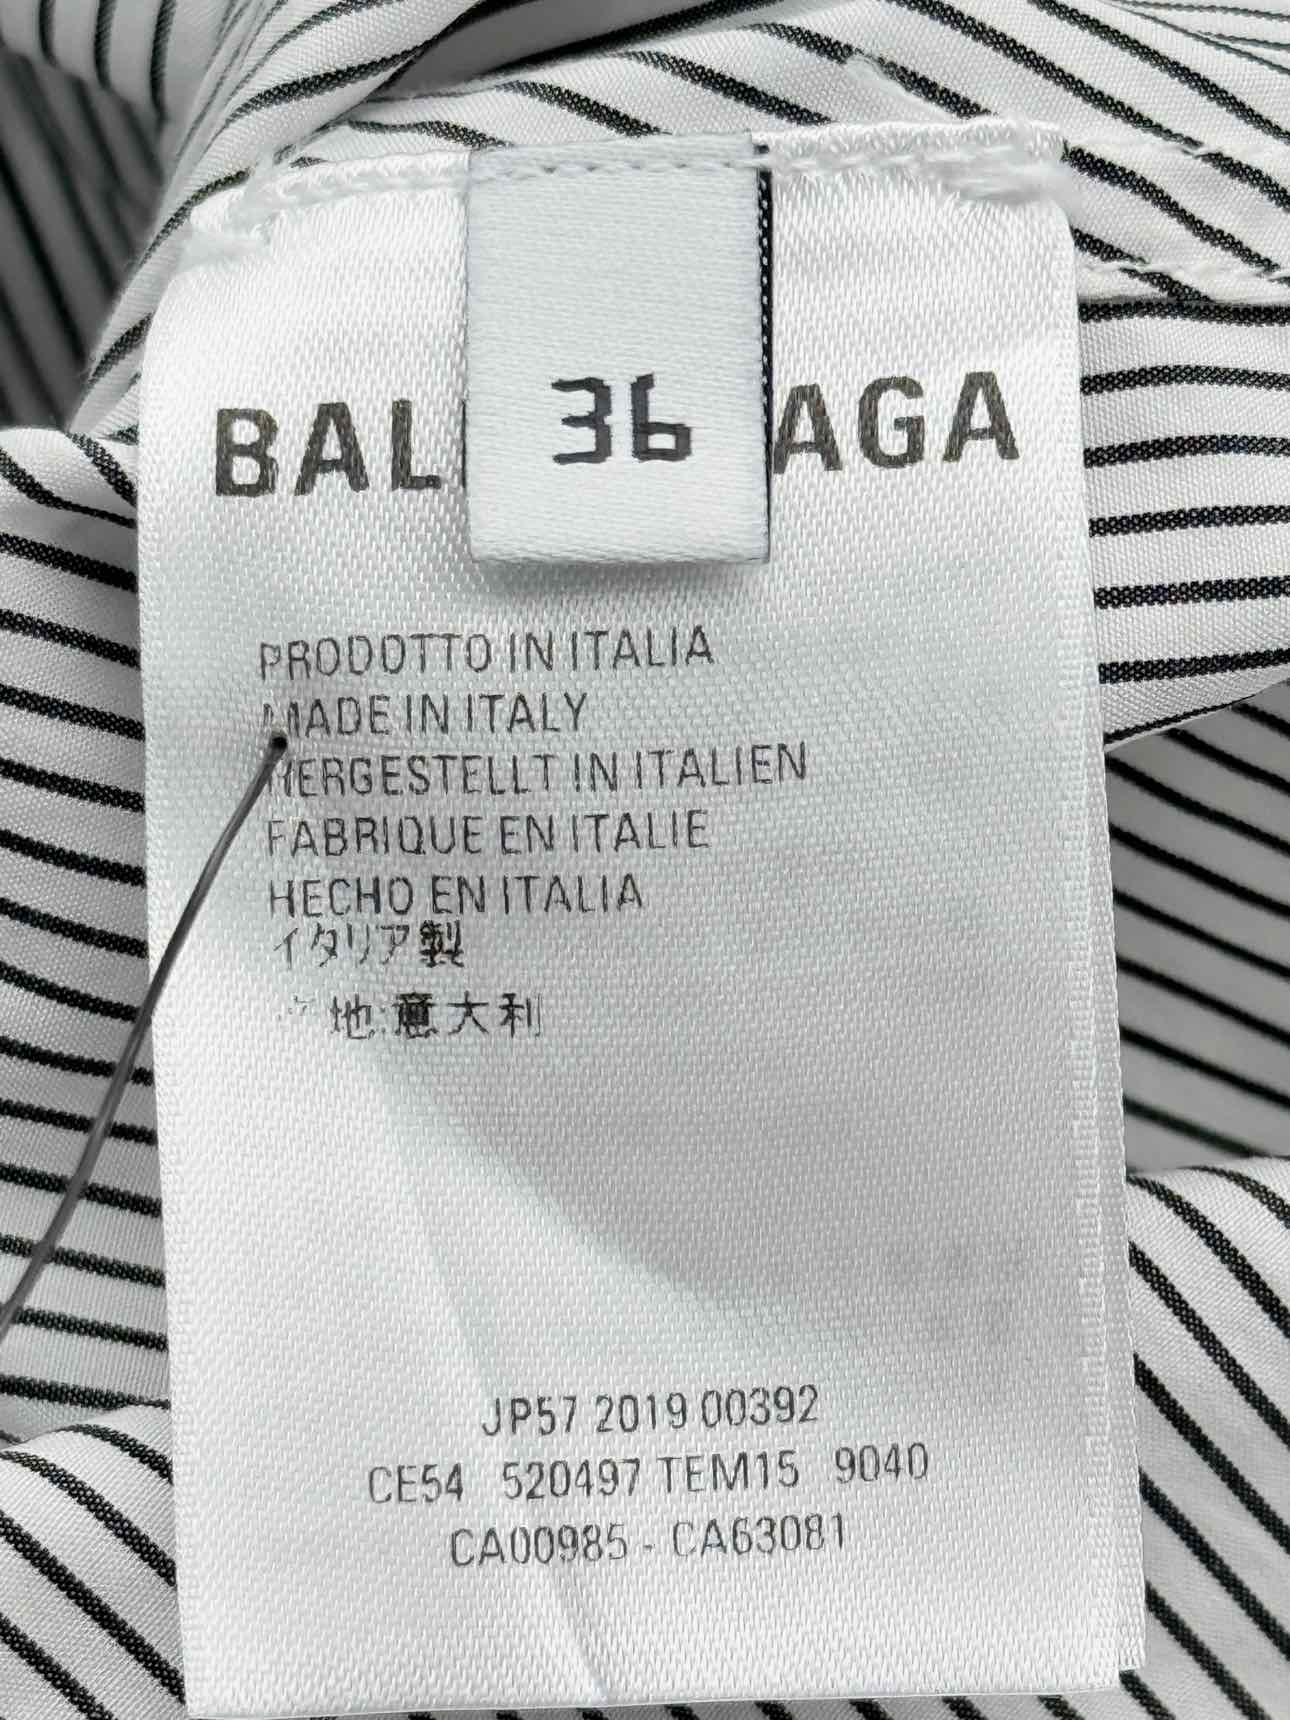 BAL 36 AGA
PRODOTTO IN ITALIA
MADE IN ITALY
HERGESTELLT IN ITALIEN
FABRIQUE EN ITALIE
HECHO EN ITALIA
イタリア製
地:意大利
JP57 2019 00392
CE54 520497 TEM15 9040
CA00985 - CA63081